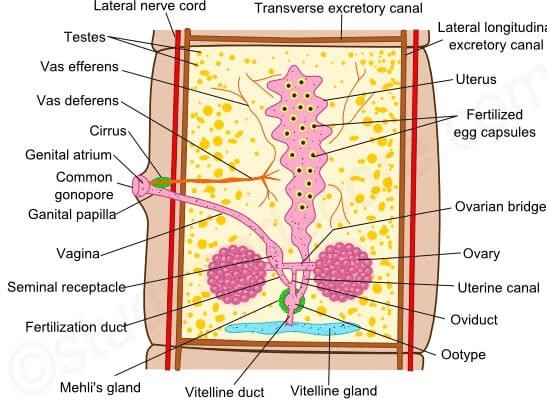 Lateral nerve cord
Transverse excretory canal
Testes
Lateral longitudina
excretory canal
Vas efferens
Uterus
Vas deferens
Fertilized
egg capsules
Cirrus
Genital atrium
Common
gonopore
Ganital papilla
Ovarian bridge
Vagina
Ovary
Seminal receptacle
Uterine canal
Fertilization duct
Oviduct
Ootype
Mehli's gland
Vitelline duct
Vitelline gland